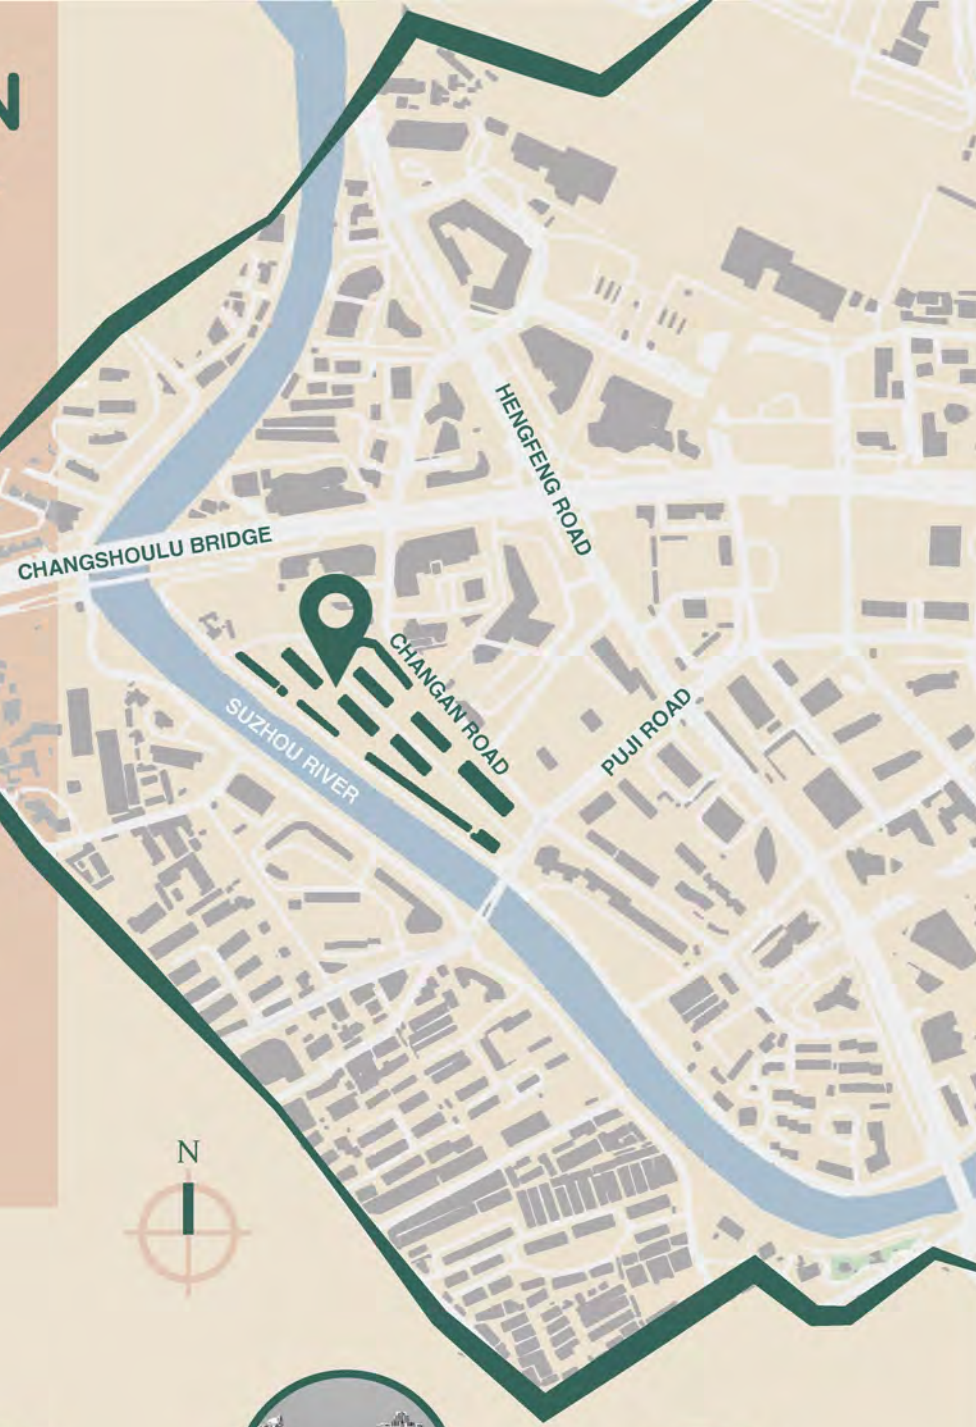 N
HENGFENG ROAD
CHANGSHOULU BRIDGE
CHANGAN ROAD
SUZHOU RIVER
PUJI ROAD
N